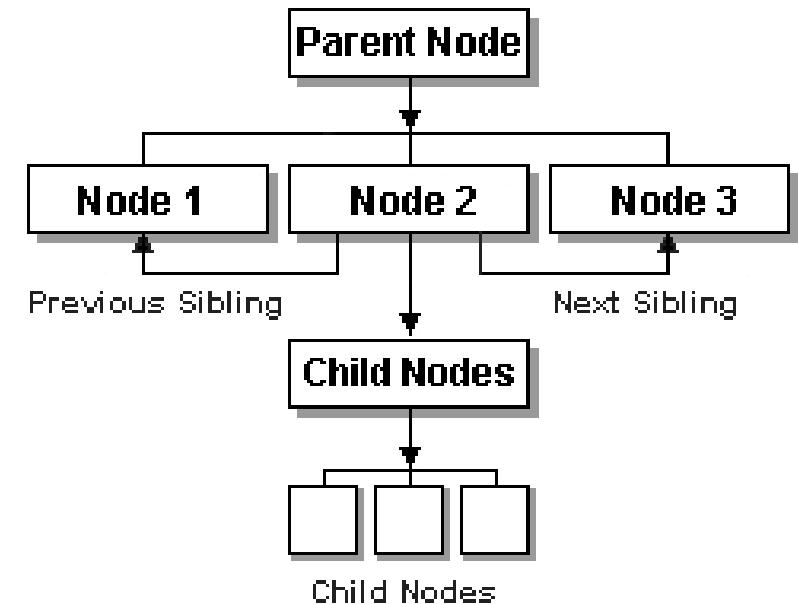 Parent Node
Node 1
Node 2
Node 3
Previous Sibling
Next Sibling
Child Nodes
Child Nodes